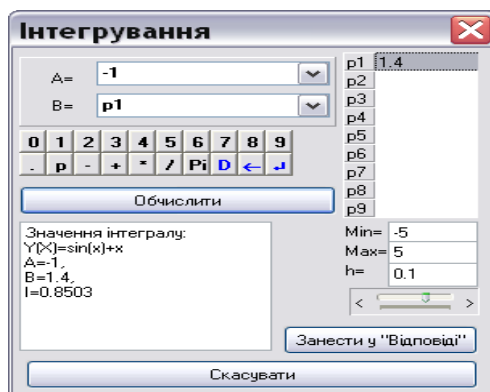 Інтегрування
A= -1
B= p1
0 1 2 3 4 5 6 7 8 9
. p - + * / Pi D ← ↵
Обчислити
Значення інтегралу:
Y(X)=sin(x)+x
A=-1,
B=1.4,
I=0.8503
p1 1.4
p2
p3
p4
p5
p6
p7
p8
p9
Min= -5
Max= 5
h= 0.1
< >
Занести у "Відповіді"
Скасувати